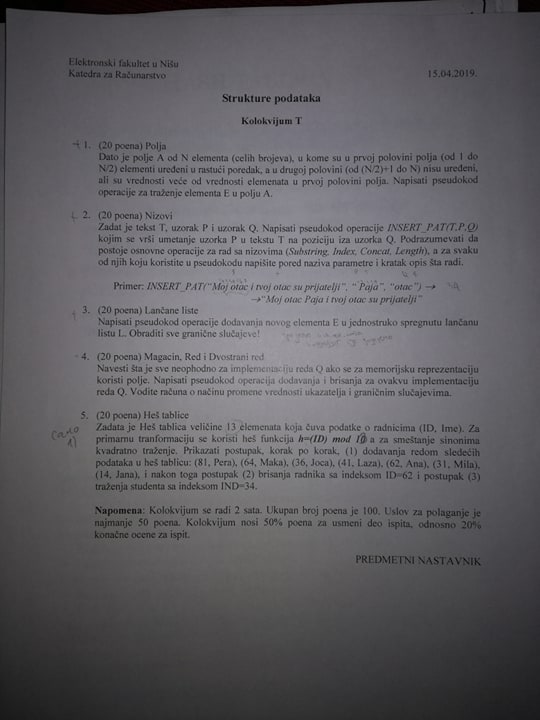 Elektronski fakultet u Nišu
Katedra za Računarstvo 15.04.2019.
Strukture podataka
Kolokvijum T
1. (20 poena) Polja
Dato je polje A od N elementa (celih brojeva), u kome su u prvoj polovini polja (od 1 do
N/2) elementi uređeni u rastući poredak, a u drugoj polovini (od (N/2)+1 do N) nisu uređeni,
ali su vrednosti veće od vrednosti elemenata u prvoj polovini polja. Napisati pseudokod
operacije za traženje elementa E u polju A.
2. (20 poena) Nizovi
Zadat je tekst T, uzorak P i uzorak Q. Napisati pseudokod operacije INSERT_PAT(T,P,Q)
kojim se vrši umetanje uzorka P u tekstu T na poziciju iza uzorka Q. Podrazumevati da
postoje osnovne operacije za rad sa nizovima (Substring, Index, Concat, Length), a za svaku
od njih koju koristite u pseudokodu napišite pored naziva parametre i kratak opis šta radi.
Primer: INSERT_PAT("Moj otac i tvoj otac su prijatelji", " Paja", "otac") →
→"Moj otac Paja i tvoj otac su prijatelji"
3. (20 poena) Lančane liste
Napisati pseudokod operacije dodavanja novog elementa E u jednostruko spregnutu lančanu
listu L. Obraditi sve granične slučajeve!
4. (20 poena) Magacin, Red i Dvostrani red
Navesti šta je sve neophodno za implementaciju reda Q ako se za memorijsku reprezentaciju
koristi polje. Napisati pseudokod operacija dodavanja i brisanja za ovakvu implementaciju
reda Q. Vodite računa o načinu promene vrednosti ukazatelja i graničnim slučajevima.
5. (20 poena) Heš tablice
Zadata je Heš tablica veličine 13 elemenata koja čuva podatke o radnicima (ID, Ime). Za
primarnu tranformaciju se koristi heš funkcija h=(ID) mod a za smeštanje sinonima
kvadratno traženje. Prikazati postupak, korak po korak, (1) dodavanja redom sledećih
podataka u heš tablicu: (81, Pera), (64, Maka), (36, Joca), (41, Laza), (62, Ana), (31, Mila),
(14, Jana), i nakon toga postupak (2) brisanja radnika sa indeksom ID=62 i postupak (3)
traženja studenta sa indeksom IND=34.
Napomena: Kolokvijum se radi 2 sata. Ukupan broj poena je 100. Uslov za polaganje je
najmanje 50 poena. Kolokvijum nosi 50% poena za usmeni deo ispita, odnosno 20%
konačne ocene za ispit.
PREDMETNI NASTAVNIK